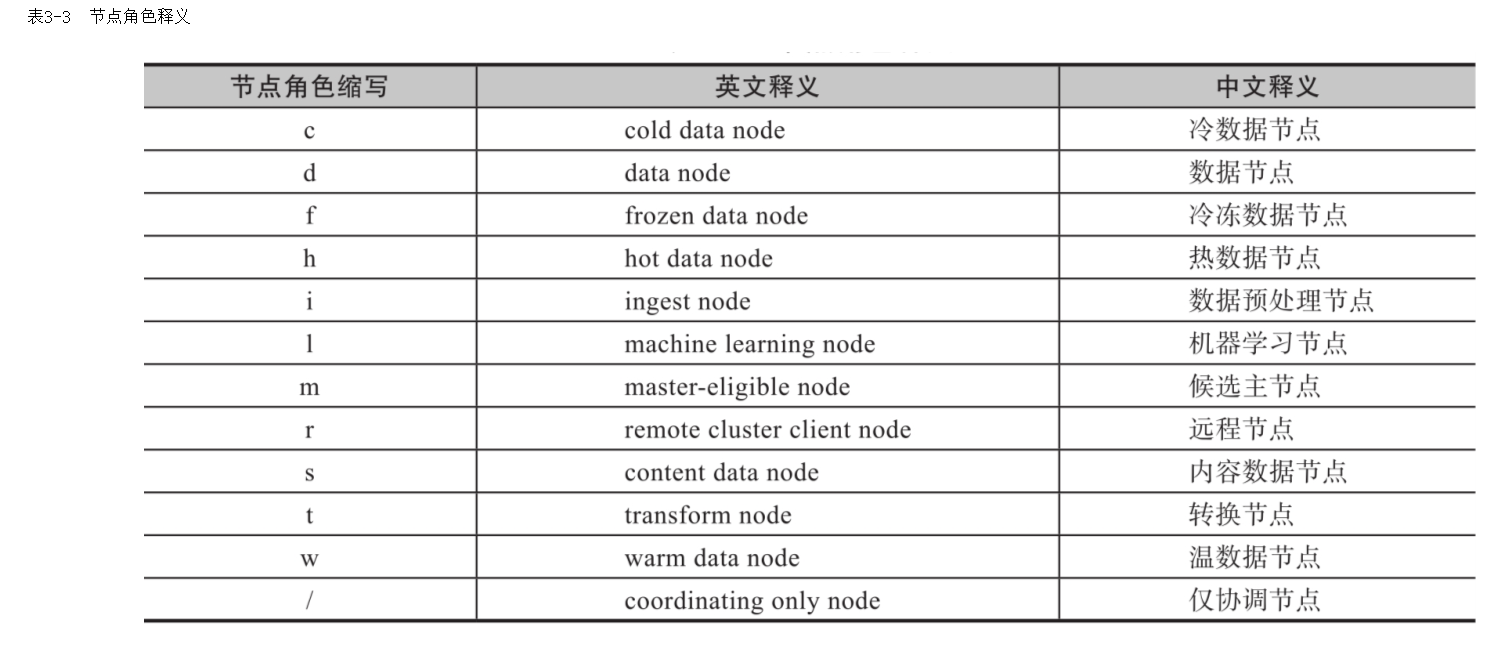 表3-3 节点角色释义
节点角色缩写 英文释义 中文释义
c cold data node 冷数据节点
d data node 数据节点
f frozen data node 冷冻数据节点
h hot data node 热数据节点
i ingest node 数据预处理节点
l machine learning node 机器学习节点
m master-eligible node 候选主节点
r remote cluster client node 远程节点
s content data node 内容数据节点
t transform node 转换节点
w warm data node 温数据节点
/ coordinating only node 仅协调节点